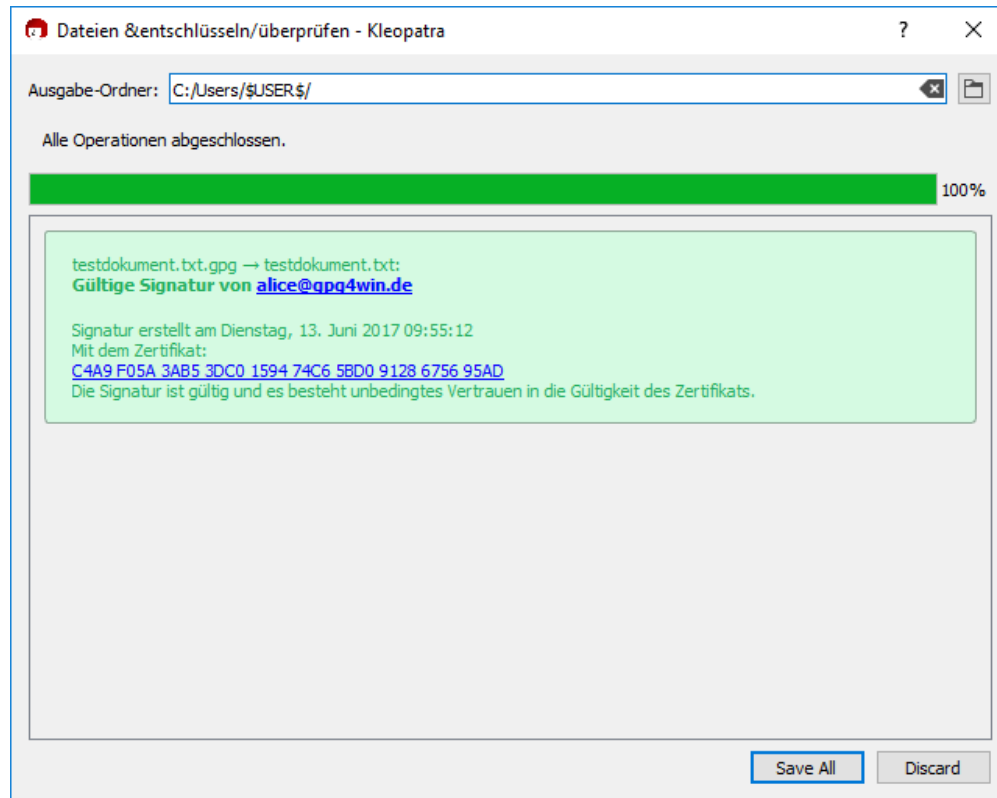 Dateien &entschlüsseln/überprüfen - Kleopatra
?
Ausgabe-Ordner: C:/Users/$USER$/
Alle Operationen abgeschlossen.
100%
testdokument.txt.gpg → testdokument.txt:
Gültige Signatur von alice@gpg4win.de
Signatur erstellt am Dienstag, 13. Juni 2017 09:55:12
Mit dem Zertifikat:
C4A9 F05A 3AB5 3DC0 1594 74C6 5BD0 9128 6756 95AD
Die Signatur ist gültig und es besteht unbedingtes Vertrauen in die Gültigkeit des Zertifikats.
Save All Discard